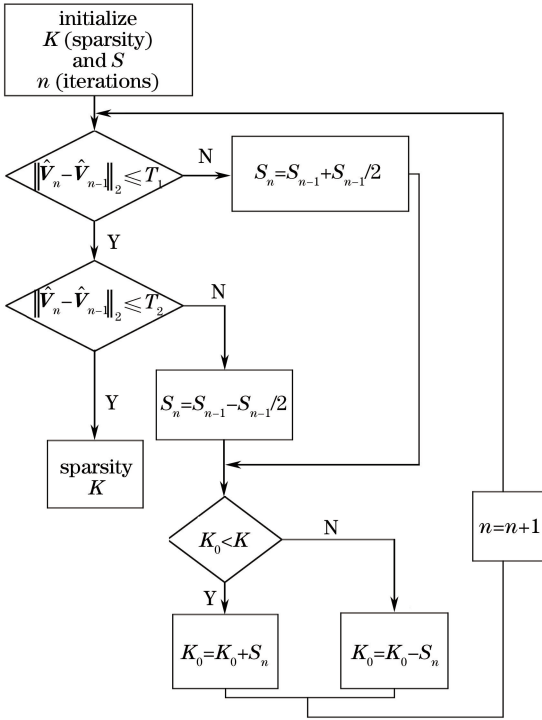 initialize
K (sparsity)
and S
n (iterations)
‖V̂ₙ−V̂ₙ₋₁‖₂ ⩽ T₁
N
Sₙ=Sₙ₋₁+Sₙ₋₁/2
Y
‖V̂ₙ−V̂ₙ₋₁‖₂ ⩽ T₂
N
Y
Sₙ=Sₙ₋₁−Sₙ₋₁/2
sparsity
K
K₀<K
N
n=n+1
Y
K₀=K₀+Sₙ
K₀=K₀-Sₙ